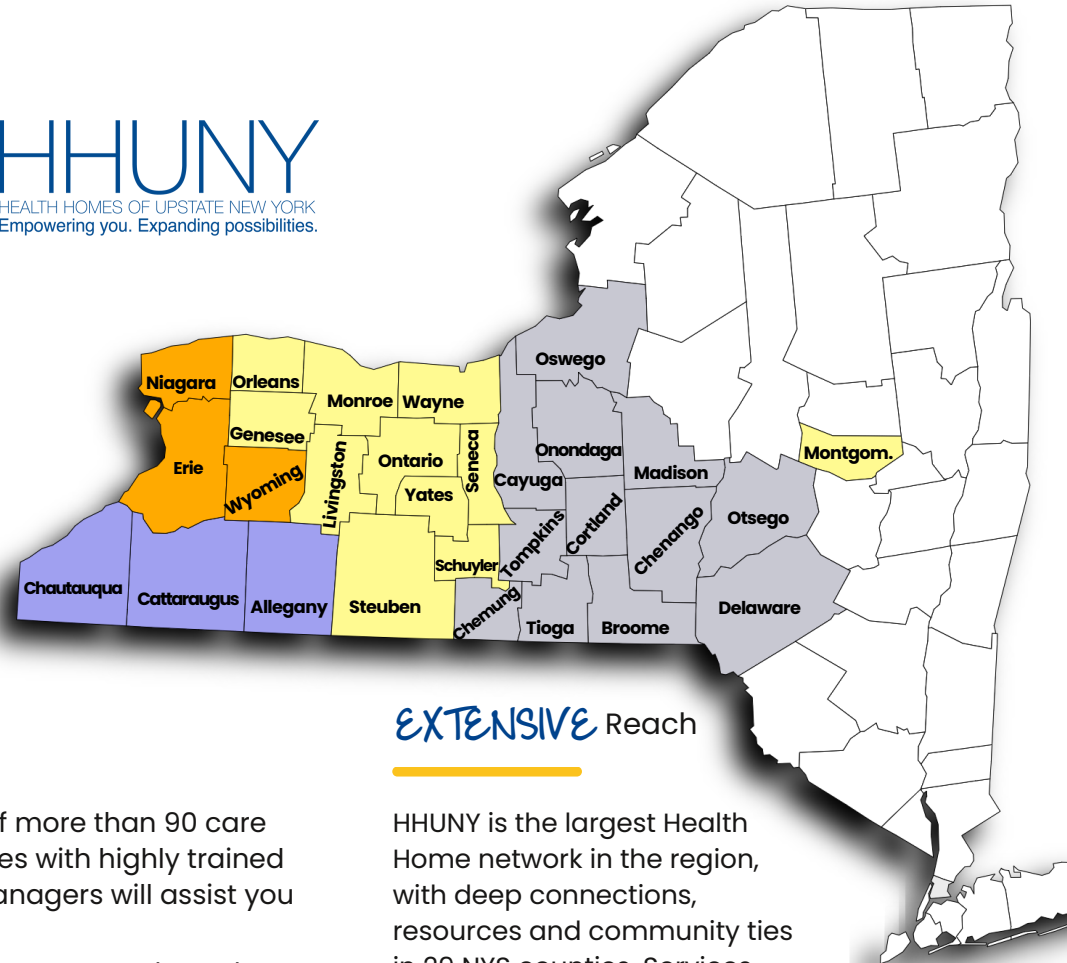 HHUNY
HEALTH HOMES OF UPSTATE NEW YORK
Empowering you. Expanding possibilities.
Oswego
Niagara
Orleans
Monroe
Wayne
Genesee
Onondaga
Montgom.
Erie
Ontario
Seneca
Madison
Wyoming
Livingston
Cayuga
Yates
Otsego
Tompkins
Cortland
Chenango
Schuyler
Chautauqua
Cattaraugus
Allegany
Steuben
Chemung
Delaware
Tioga
Broome
EXTENSIVE Reach
f more than 90 care
es with highly trained
anagers will assist you
HHUNY is the largest Health
Home network in the region,
with deep connections,
resources and community ties
NYS counties. Services